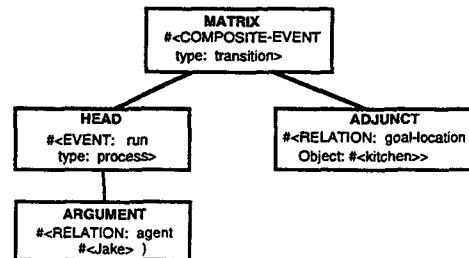 MATRIX
#<COMPOSITE-EVENT
type: transition>
HEAD
#<EVENT: run
type: process>
ADJUNCT
#<RELATION: goal-location
Object: #<kitchen>>
ARGUMENT
#<RELATION: agent
#<Jake> )